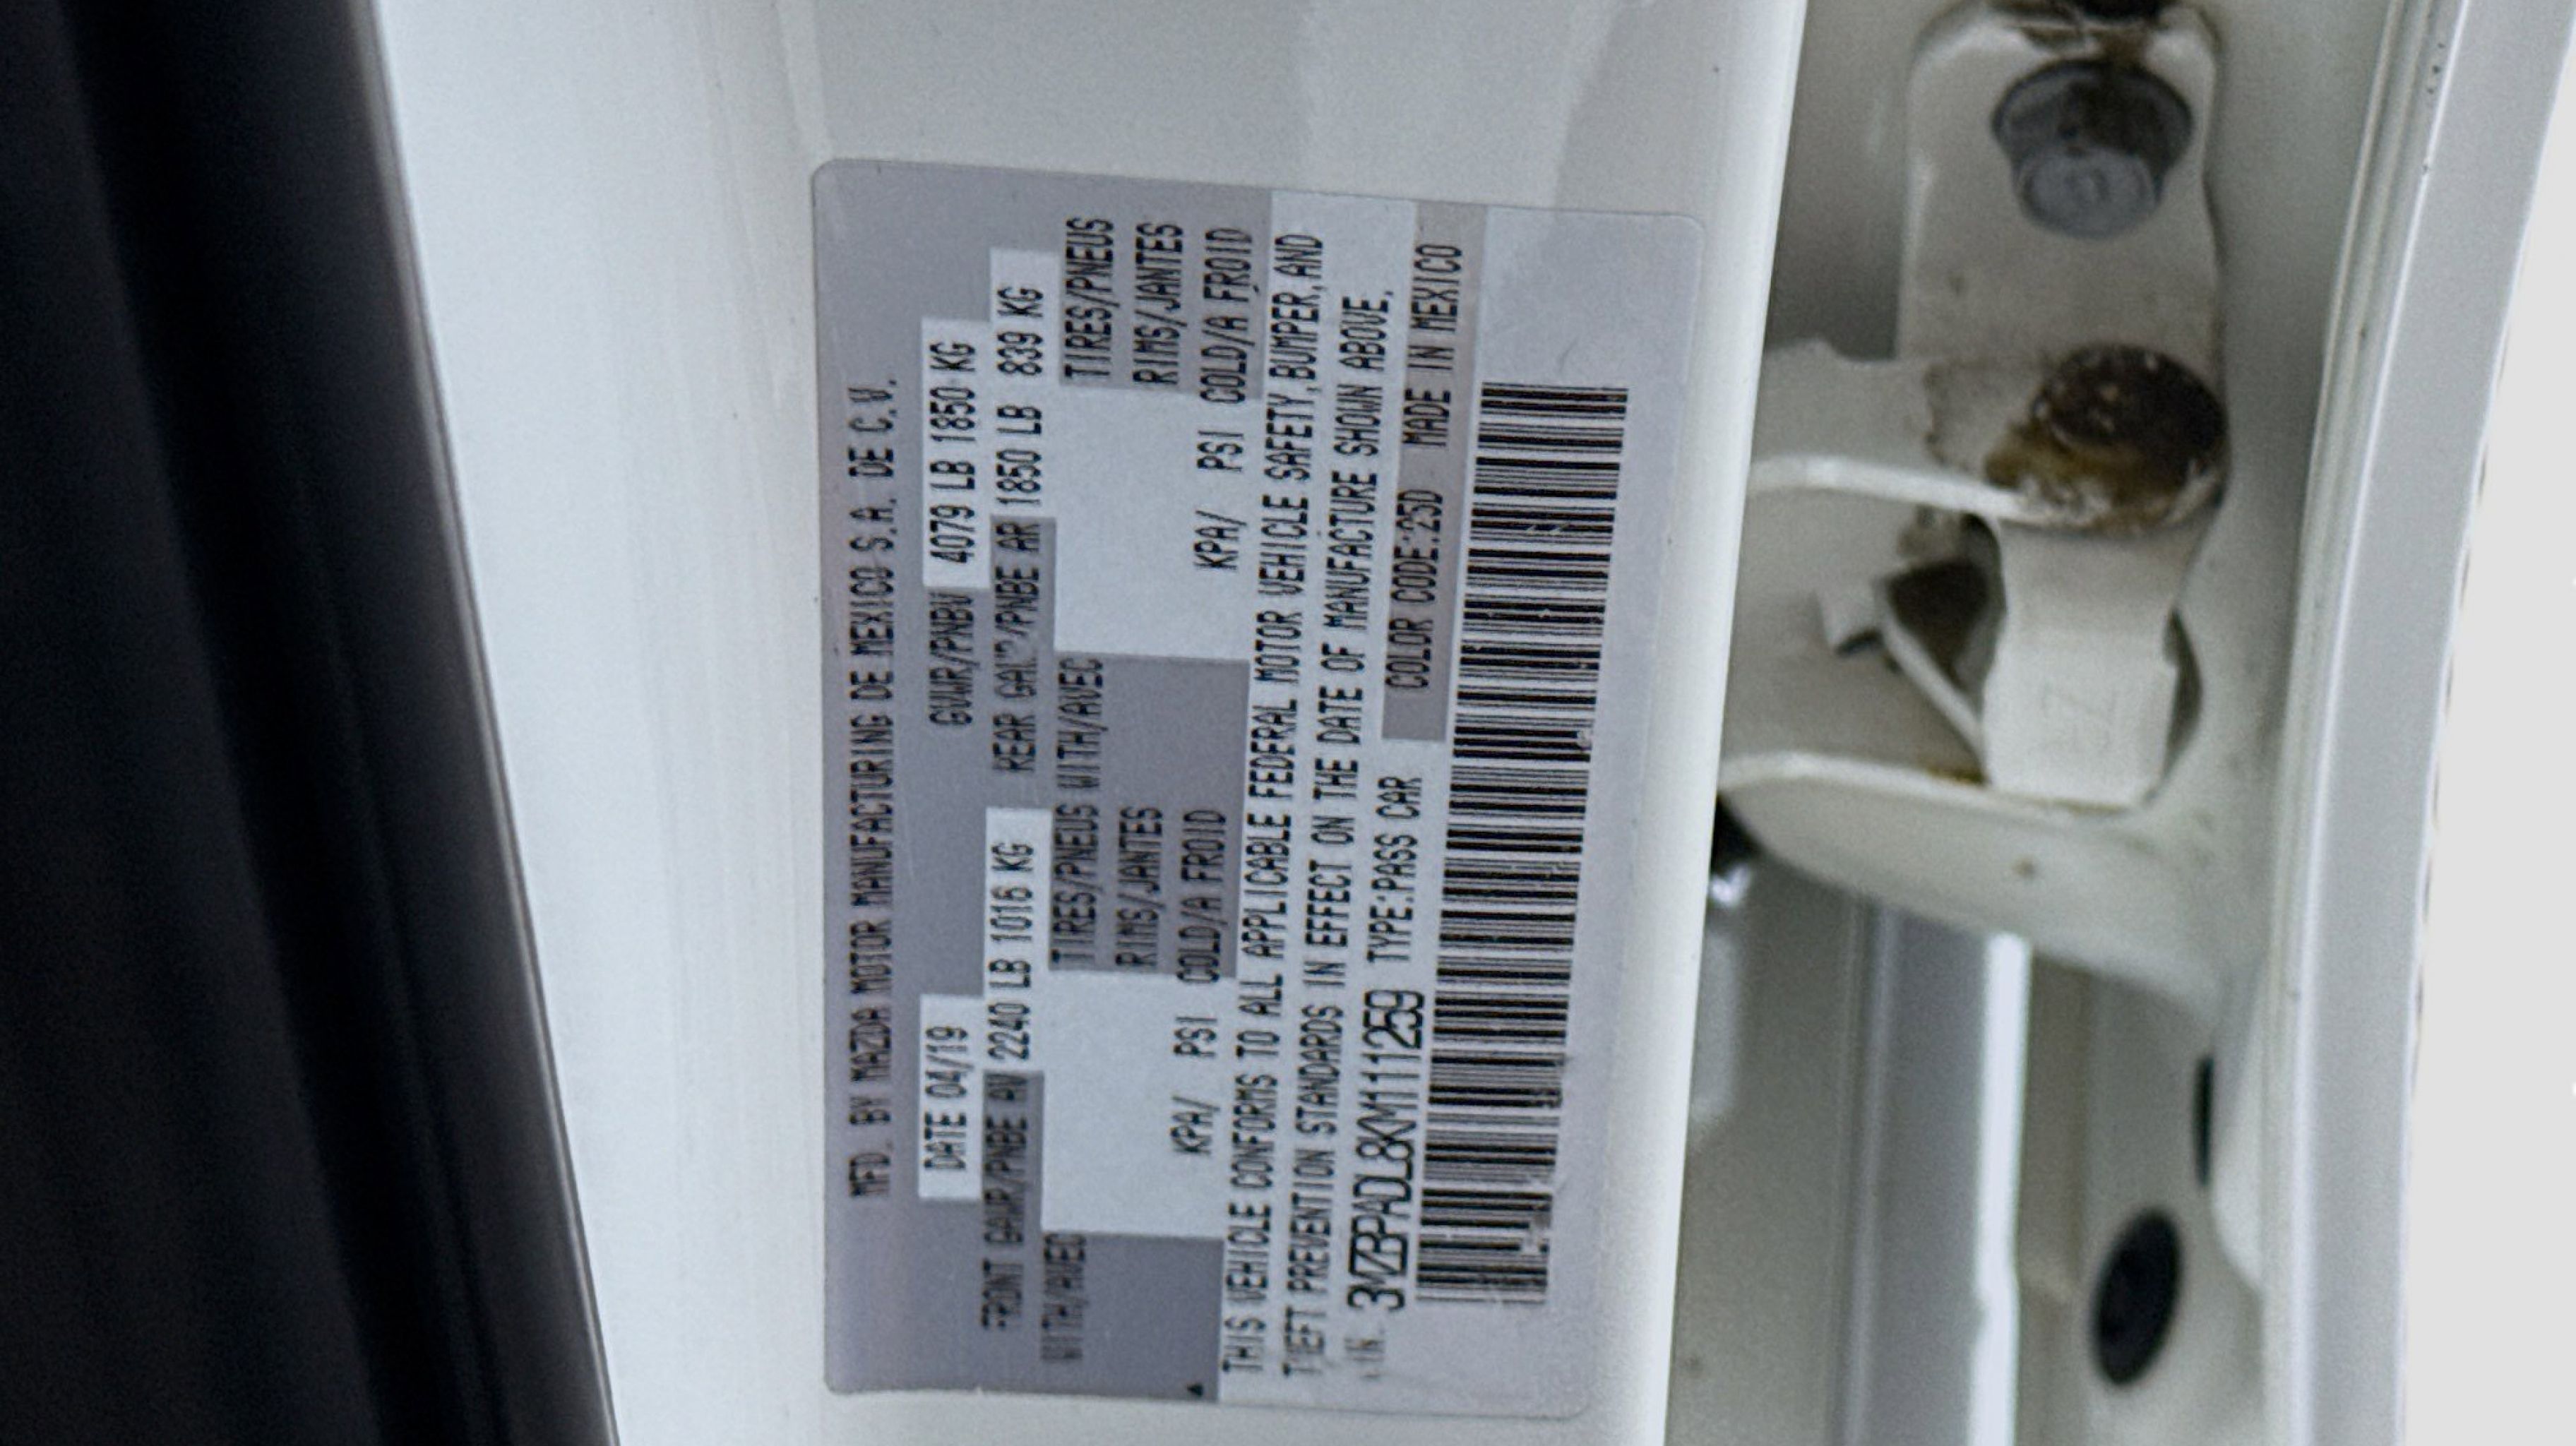 MFD. BY MAZDA MOTOR MANUFACTURING DE MEXICO S.A. DE C.V.
DATE 04/19 GVWR/PNBV 4079 LB 1850 KG
FRONT GAWR/PNBE AV 2240 LB 1016 KG REAR GAWR/PNBE AR 1850 LB 839 KG
WITH/AVEC TIRES/PNEUS WITH/AVEC TIRES/PNEUS
RIMS/JANTES RIMS/JANTES
KPA/ PSI COLD/A FROID KPA/ PSI COLD/A FROID
THIS VEHICLE CONFORMS TO ALL APPLICABLE FEDERAL MOTOR VEHICLE SAFETY, BUMPER, AND
THEFT PREVENTION STANDARDS IN EFFECT ON THE DATE OF MANUFACTURE SHOWN ABOVE.
3MZBPADL8KM111259 TYPE:PASS CAR COLOR CODE:25D MADE IN MEXICO